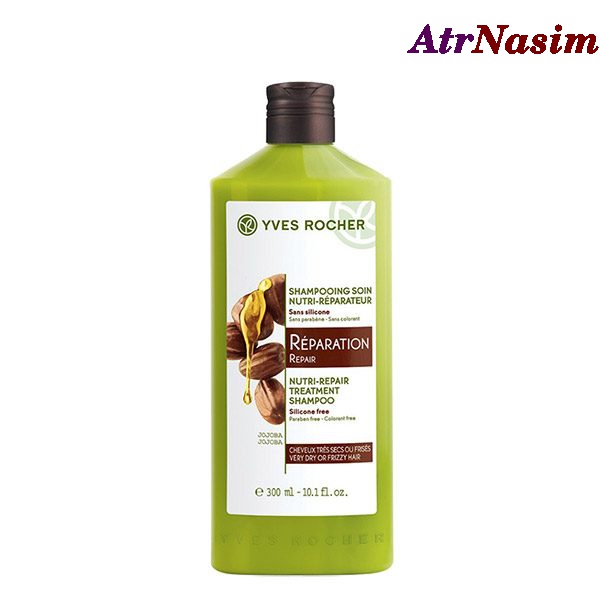 AtrNasim
YVES ROCHER
SHAMPOOING SOIN
NUTRI-RÉPARATEUR
Sans silicone
Sans parabène - Sans colorant
RÉPARATION
REPAIR
NUTRI-REPAIR
TREATMENT
SHAMPOO
Silicone free
Paraben free - Colorant free
JOJOBA
JOJOBA
CHEVEUX TRÈS SECS OU FRISÉS
VERY DRY OR FRIZZY HAIR
e 300 ml - 10.1 fl.oz.
YVES ROCHER